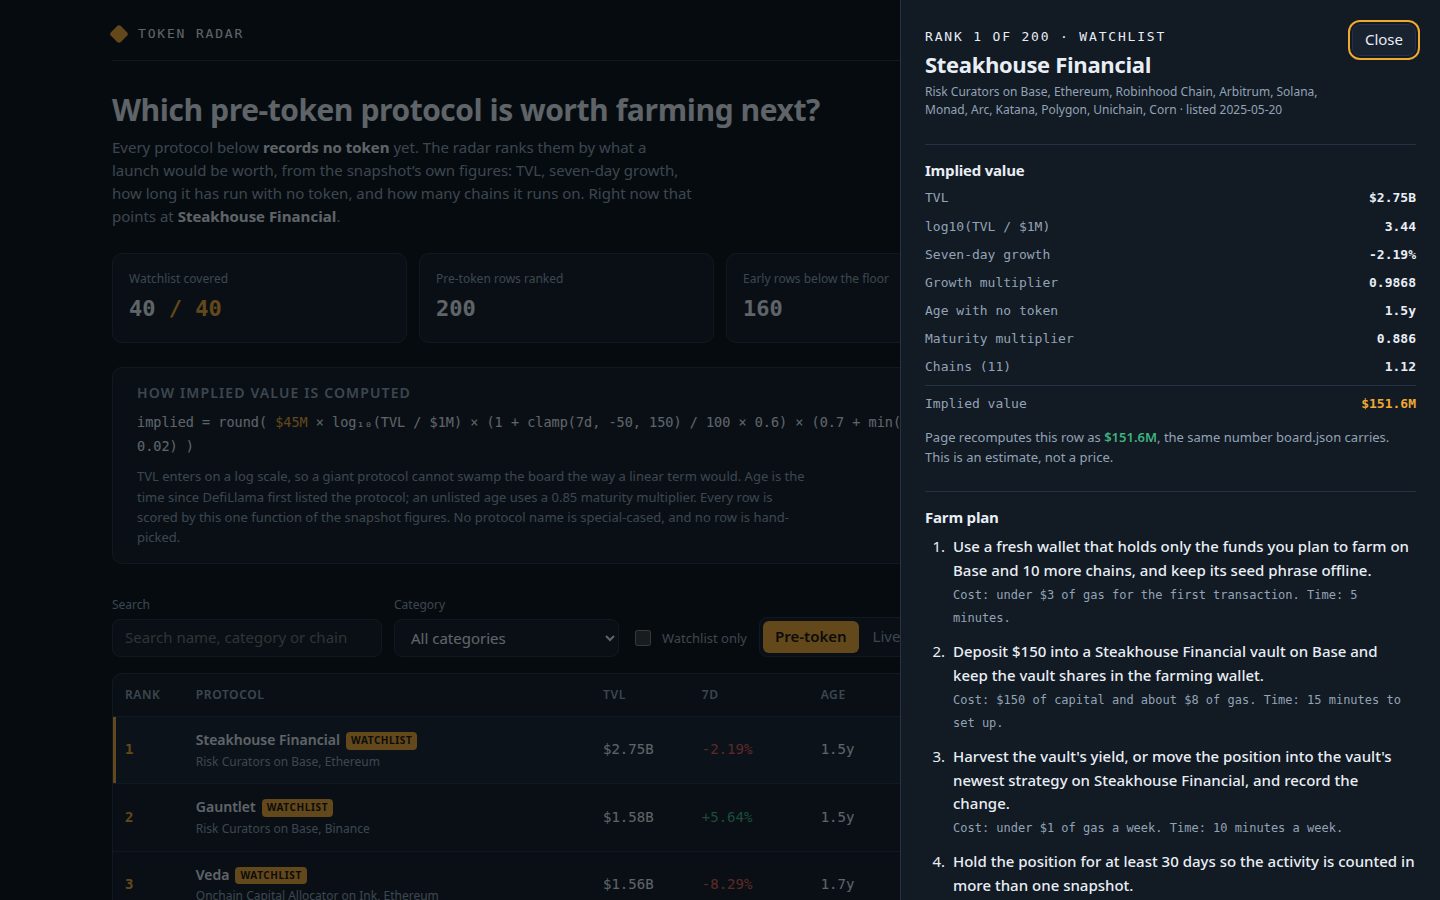 TOKEN RADAR
Which pre-token protocol is worth farming next?
Every protocol below records no token yet. The radar ranks them by what a
launch would be worth, from the snapshot's own figures: TVL, seven-day growth,
how long it has run with no token, and how many chains it runs on. Right now that
points at Steakhouse Financial.
Watchlist covered
40 / 40
Pre-token rows ranked
200
Early rows below the floor
160
HOW IMPLIED VALUE IS COMPUTED
implied = round( $45M × log₁₀(TVL / $1M) × (1 + clamp(7d, -50, 150) / 100 × 0.6) × (0.7 + min(
0.02) )
TVL enters on a log scale, so a giant protocol cannot swamp the board the way a linear term would. Age is the
time since DefiLlama first listed the protocol; an unlisted age uses a 0.85 maturity multiplier. Every row is
scored by this one function of the snapshot figures. No protocol name is special-cased, and no row is hand-
picked.
Search
Category
Search name, category or chain
All categories
Watchlist only
Pre-token
Live
RANK PROTOCOL TVL 7D AGE
1 Steakhouse Financial WATCHLIST $2.75B -2.19% 1.5y
Risk Curators on Base, Ethereum
2 Gauntlet WATCHLIST $1.58B +5.64% 1.5y
Risk Curators on Base, Binance
3 Veda WATCHLIST $1.56B -8.29% 1.7y
Onchain Capital Allocator on Ink, Ethereum
RANK 1 OF 200 · WATCHLIST
Close
Steakhouse Financial
Risk Curators on Base, Ethereum, Robinhood Chain, Arbitrum, Solana,
Monad, Arc, Katana, Polygon, Unichain, Corn · listed 2025-05-20
Implied value
TVL $2.75B
log10(TVL / $1M) 3.44
Seven-day growth -2.19%
Growth multiplier 0.9868
Age with no token 1.5y
Maturity multiplier 0.886
Chains (11) 1.12
Implied value $151.6M
Page recomputes this row as $151.6M, the same number board.json carries.
This is an estimate, not a price.
Farm plan
1. Use a fresh wallet that holds only the funds you plan to farm on
Base and 10 more chains, and keep its seed phrase offline.
Cost: under $3 of gas for the first transaction. Time: 5
minutes.
2. Deposit $150 into a Steakhouse Financial vault on Base and
keep the vault shares in the farming wallet.
Cost: $150 of capital and about $8 of gas. Time: 15 minutes to
set up.
3. Harvest the vault's yield, or move the position into the vault's
newest strategy on Steakhouse Financial, and record the
change.
Cost: under $1 of gas a week. Time: 10 minutes a week.
4. Hold the position for at least 30 days so the activity is counted in
more than one snapshot.